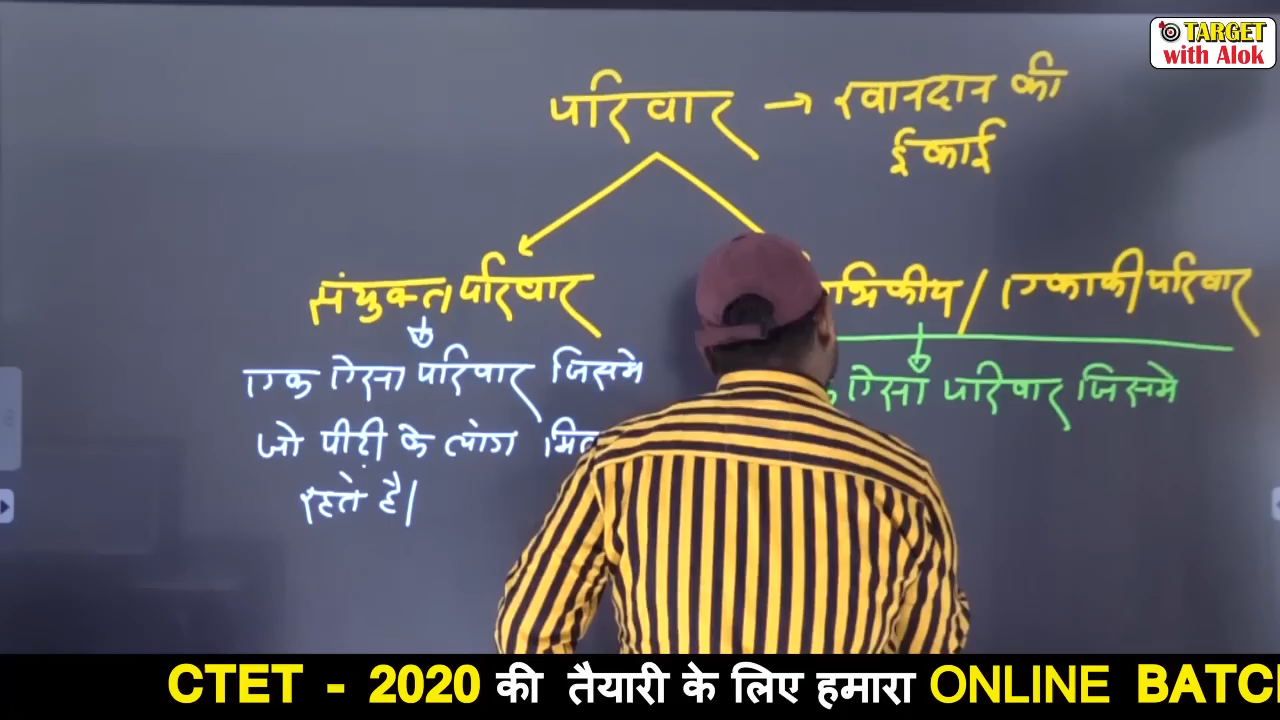 TARGET
with Alok
परिवार → खानदान की
ईकाई
संयुक्त परिवार
/ एकाकी परिवार
एक ऐसा परिवार जिसमे
जो पीढ़ी के लोग
रहते है।
ऐसा परिवार जिसमे
CTET - 2020 की तैयारी के लिए हमारा ONLINE